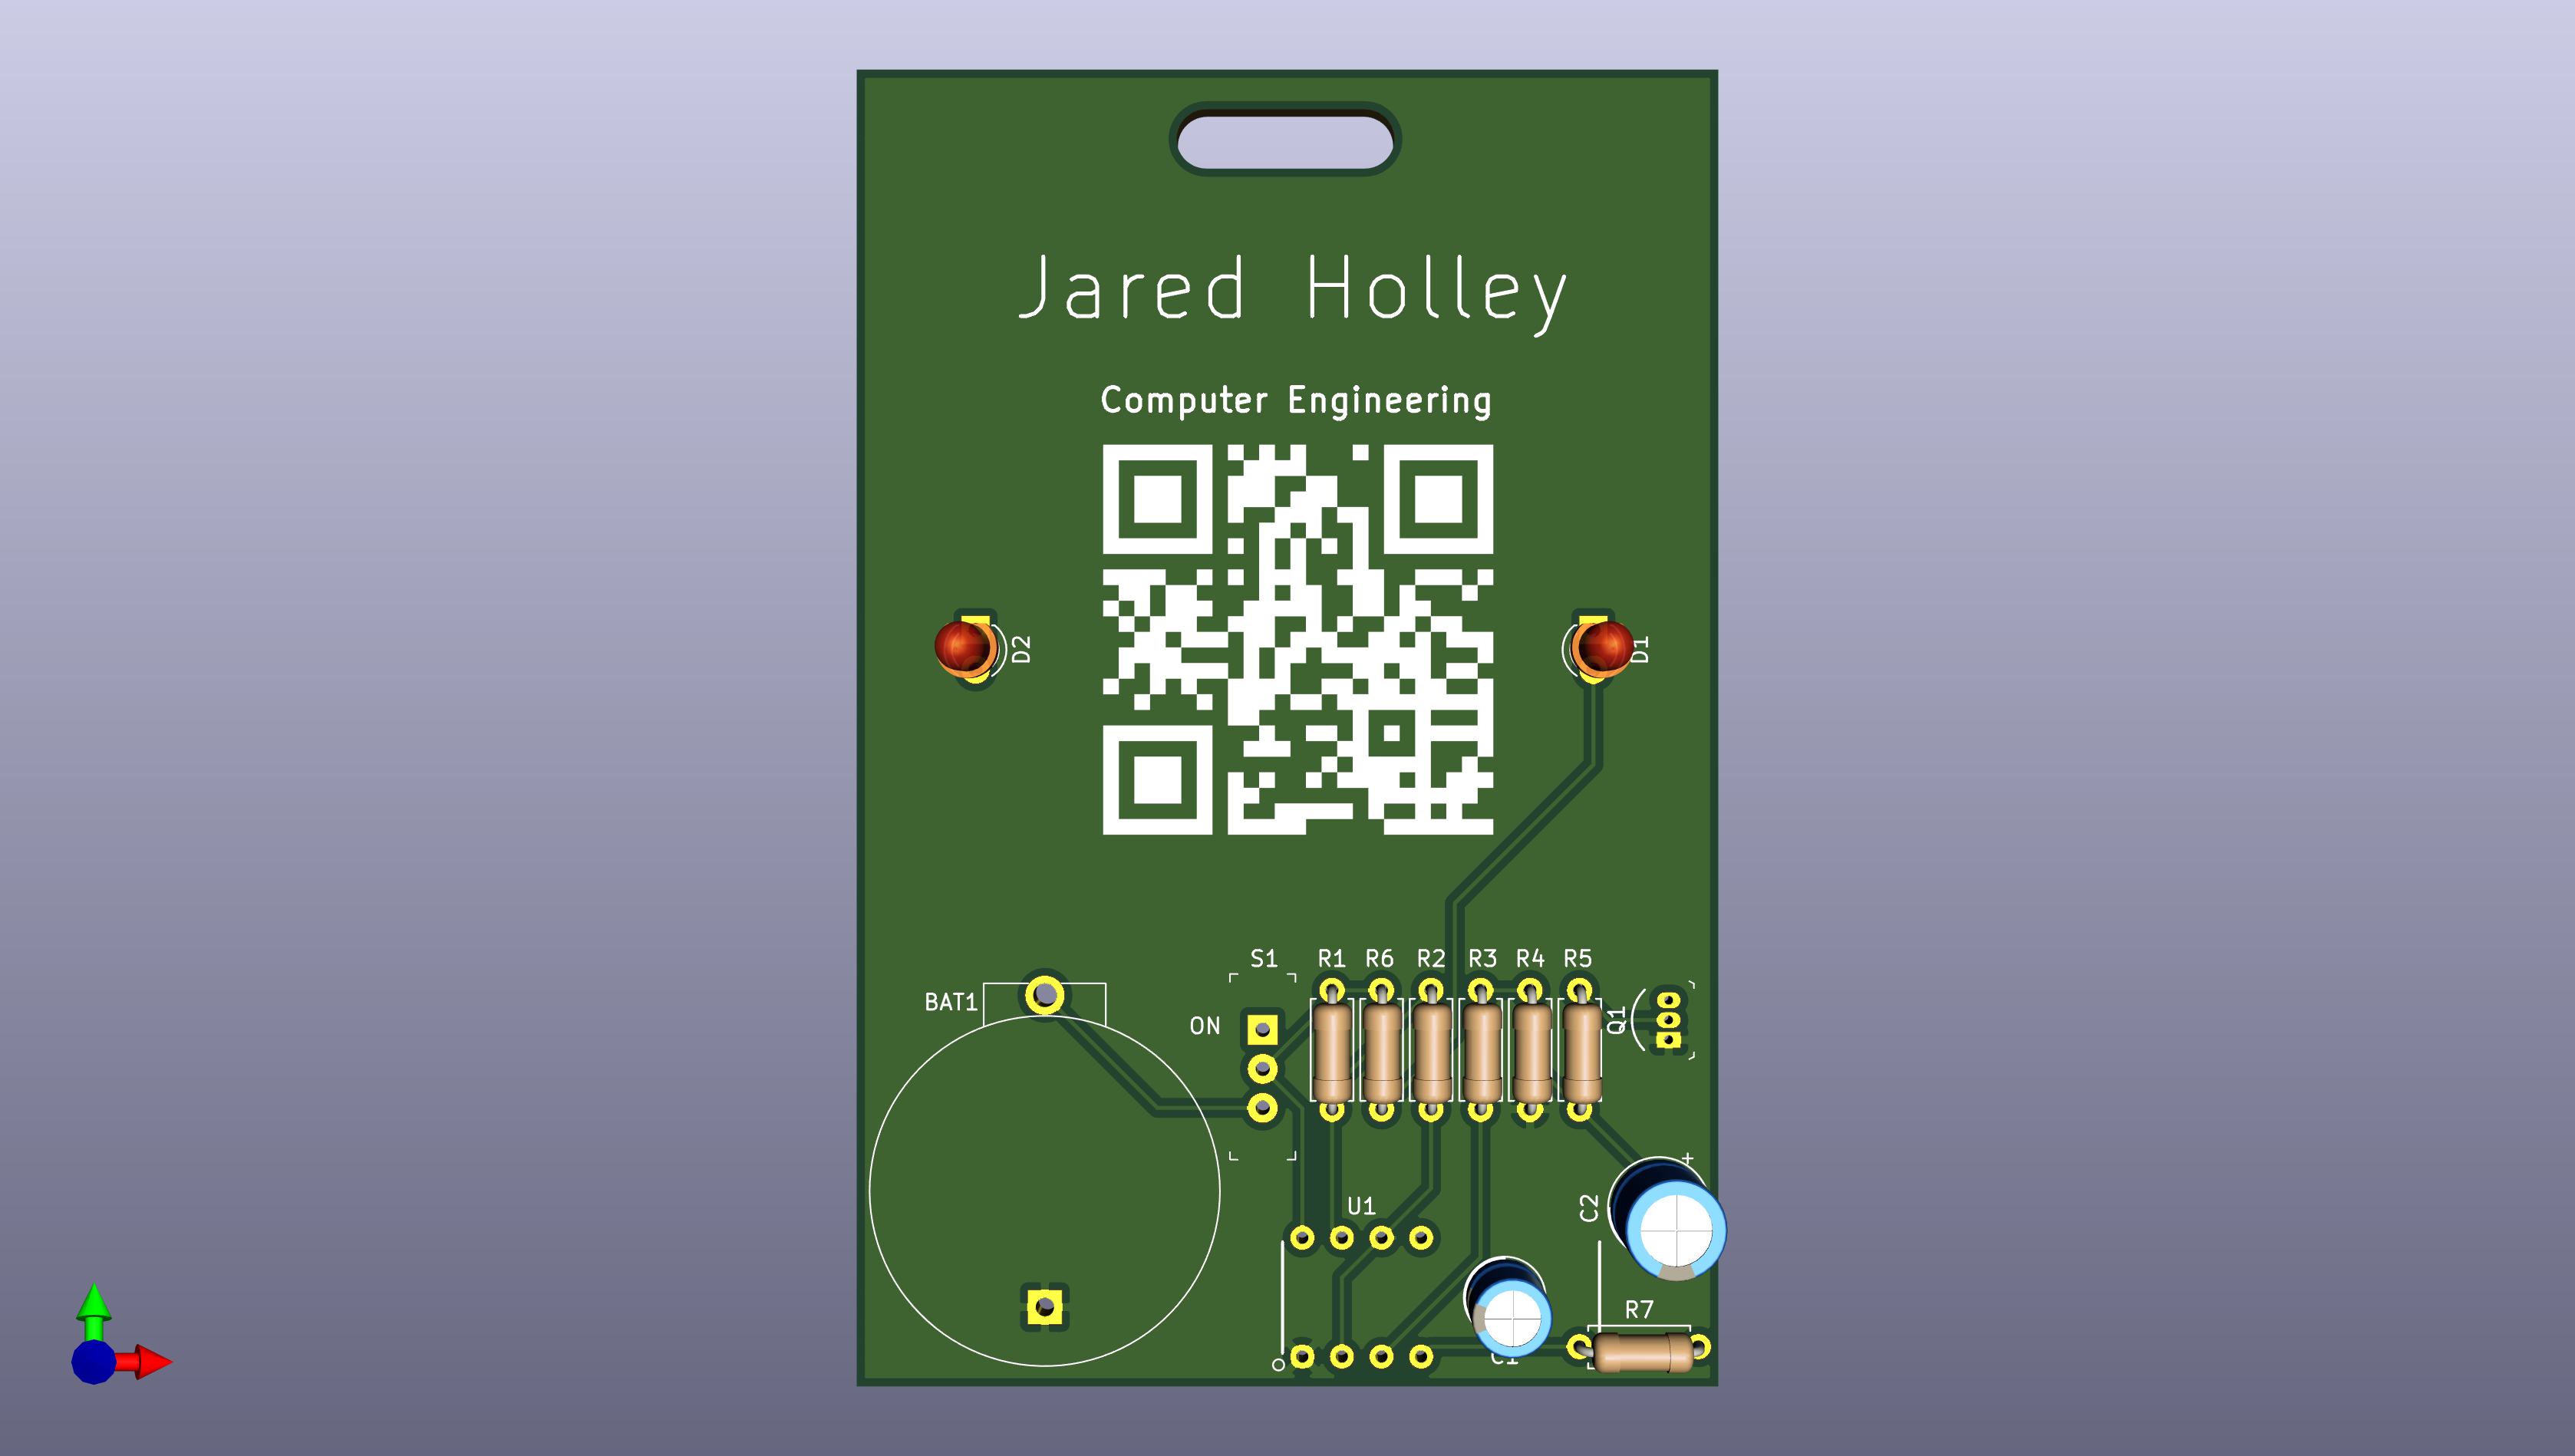 Jared Holley
Computer Engineering
D2
D1
S1
R1
R6
R2
R3
R4
R5
BAT1
ON
Q1
+
C2
U1
R7
C1